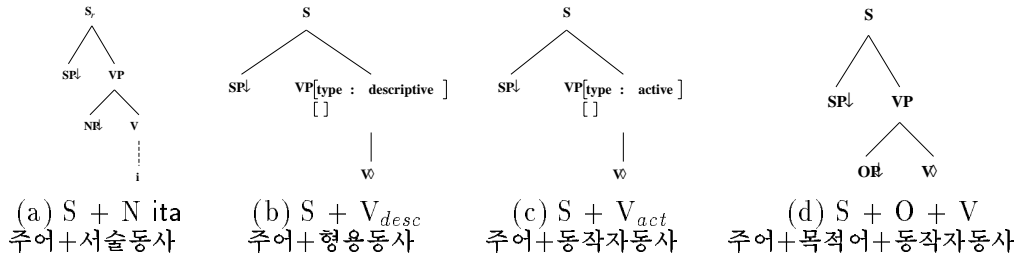 S_r S S S
SP↓ VP SP↓ VP[type : descriptive ] SP↓ VP[type : active ] SP↓ VP
[ ] [ ]
NP↓ V OP↓ V◊
i V◊ V◊
(a) S + N ita (b) S + V_desc (c) S + V_act (d) S + O + V
주어+서술동사 주어+형용동사 주어+동작자동사 주어+목적어+동작자동사